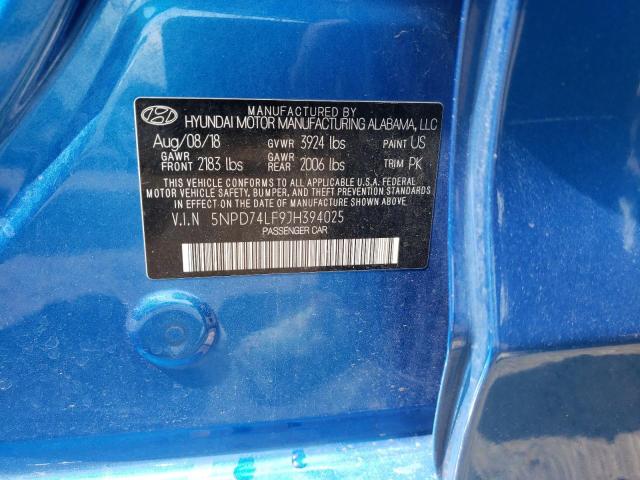 MANUFACTURED BY
HYUNDAI MOTOR MANUFACTURING ALABAMA, LLC
Aug/08/18 GVWR 3924 lbs PAINT US
GAWR FRONT 2183 lbs GAWR REAR 2006 lbs TRIM PK
THIS VEHICLE CONFORMS TO ALL APPLICABLE U.S.A. FEDERAL
MOTOR VEHICLE SAFETY, BUMPER, AND THEFT PREVENTION STANDARDS
IN EFFECT ON THE DATE OF MANUFACTURE SHOWN ABOVE.
V.I.N 5NPD74LF9JH394025
PASSENGER CAR